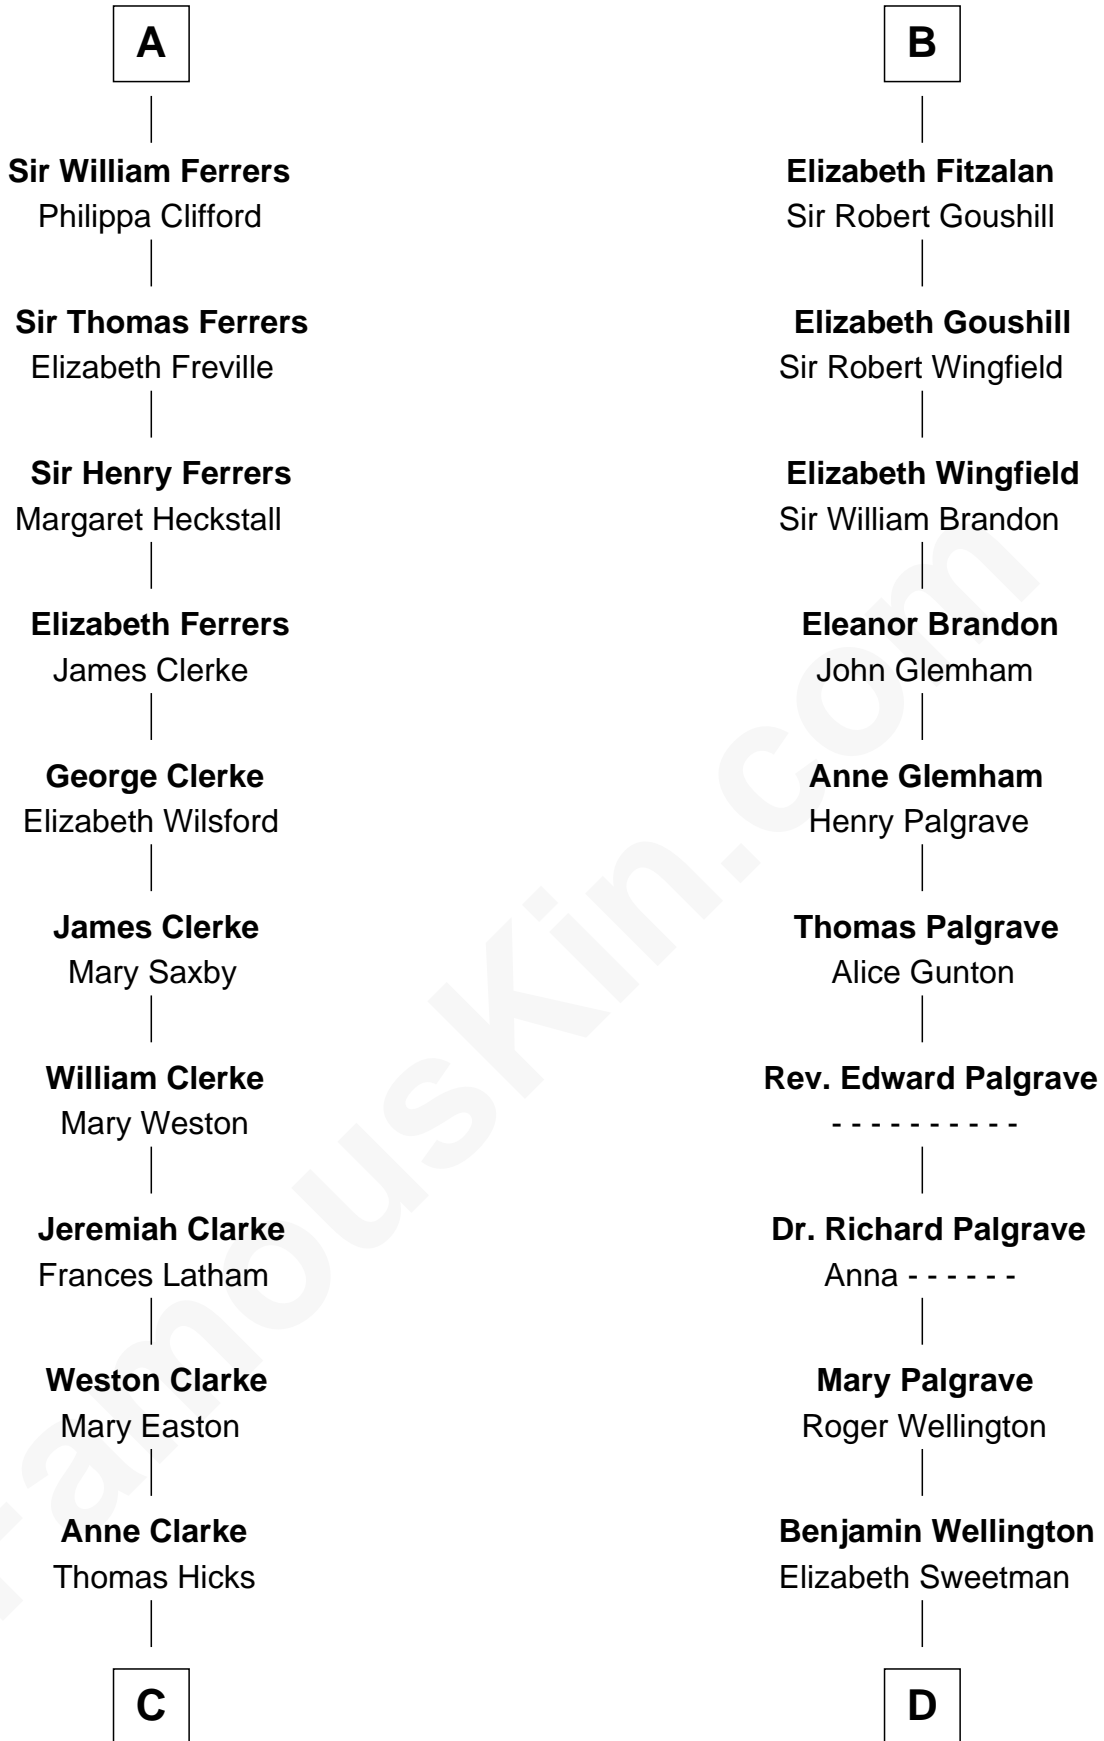 A
Sir William Ferrers
Philippa Clifford
Sir Thomas Ferrers
Elizabeth Freville
Sir Henry Ferrers
Margaret Heckstall
Elizabeth Ferrers
James Clerke
George Clerke
Elizabeth Wilsford
James Clerke
Mary Saxby
William Clerke
Mary Weston
Jeremiah Clarke
Frances Latham
Weston Clarke
Mary Easton
Anne Clarke
Thomas Hicks
C
B
Elizabeth Fitzalan
Sir Robert Goushill
Elizabeth Goushill
Sir Robert Wingfield
Elizabeth Wingfield
Sir William Brandon
Eleanor Brandon
John Glemham
Anne Glemham
Henry Palgrave
Thomas Palgrave
Alice Gunton
Rev. Edward Palgrave
- - - - - - - - - -
Dr. Richard Palgrave
Anna - - - - - -
Mary Palgrave
Roger Wellington
Benjamin Wellington
Elizabeth Sweetman
D
FamousKin.com